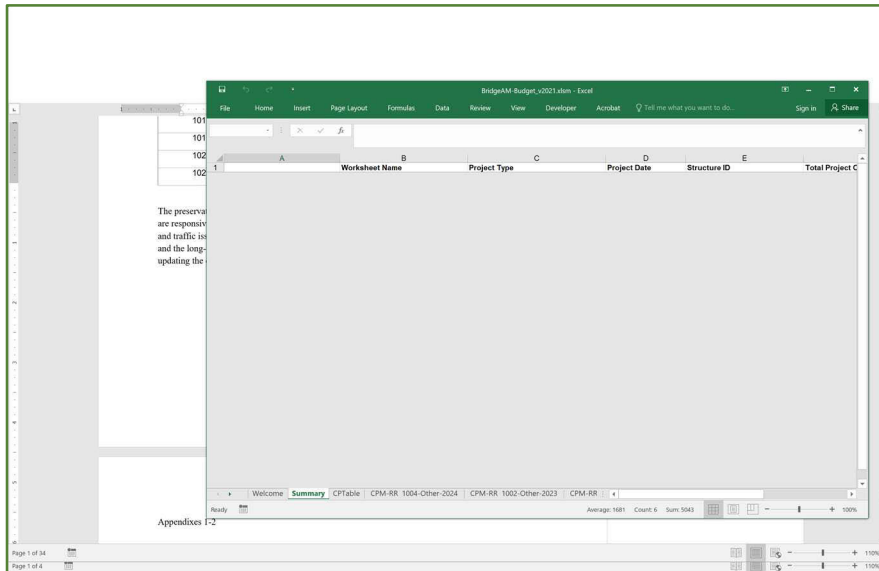 BridgeAM-Budget_v2021.xlsm - Excel
File Home Insert Page Layout Formulas Data Review View Developer Acrobat Tell me what you want to do... Sign in Share
fx
A B C D E
1 Worksheet Name Project Type Project Date Structure ID Total Project C
101
101
102
102
The preserva
are responsiv
and traffic iss
and the long-
updating the
Welcome Summary CPTable CPM-RR 1004-Other-2024 CPM-RR 1002-Other-2023 CPM-RR
Ready Average: 1681 Count: 6 Sum: 5043 100%
Appendixes 1-2
Page 1 of 34 110%
Page 1 of 4 110%